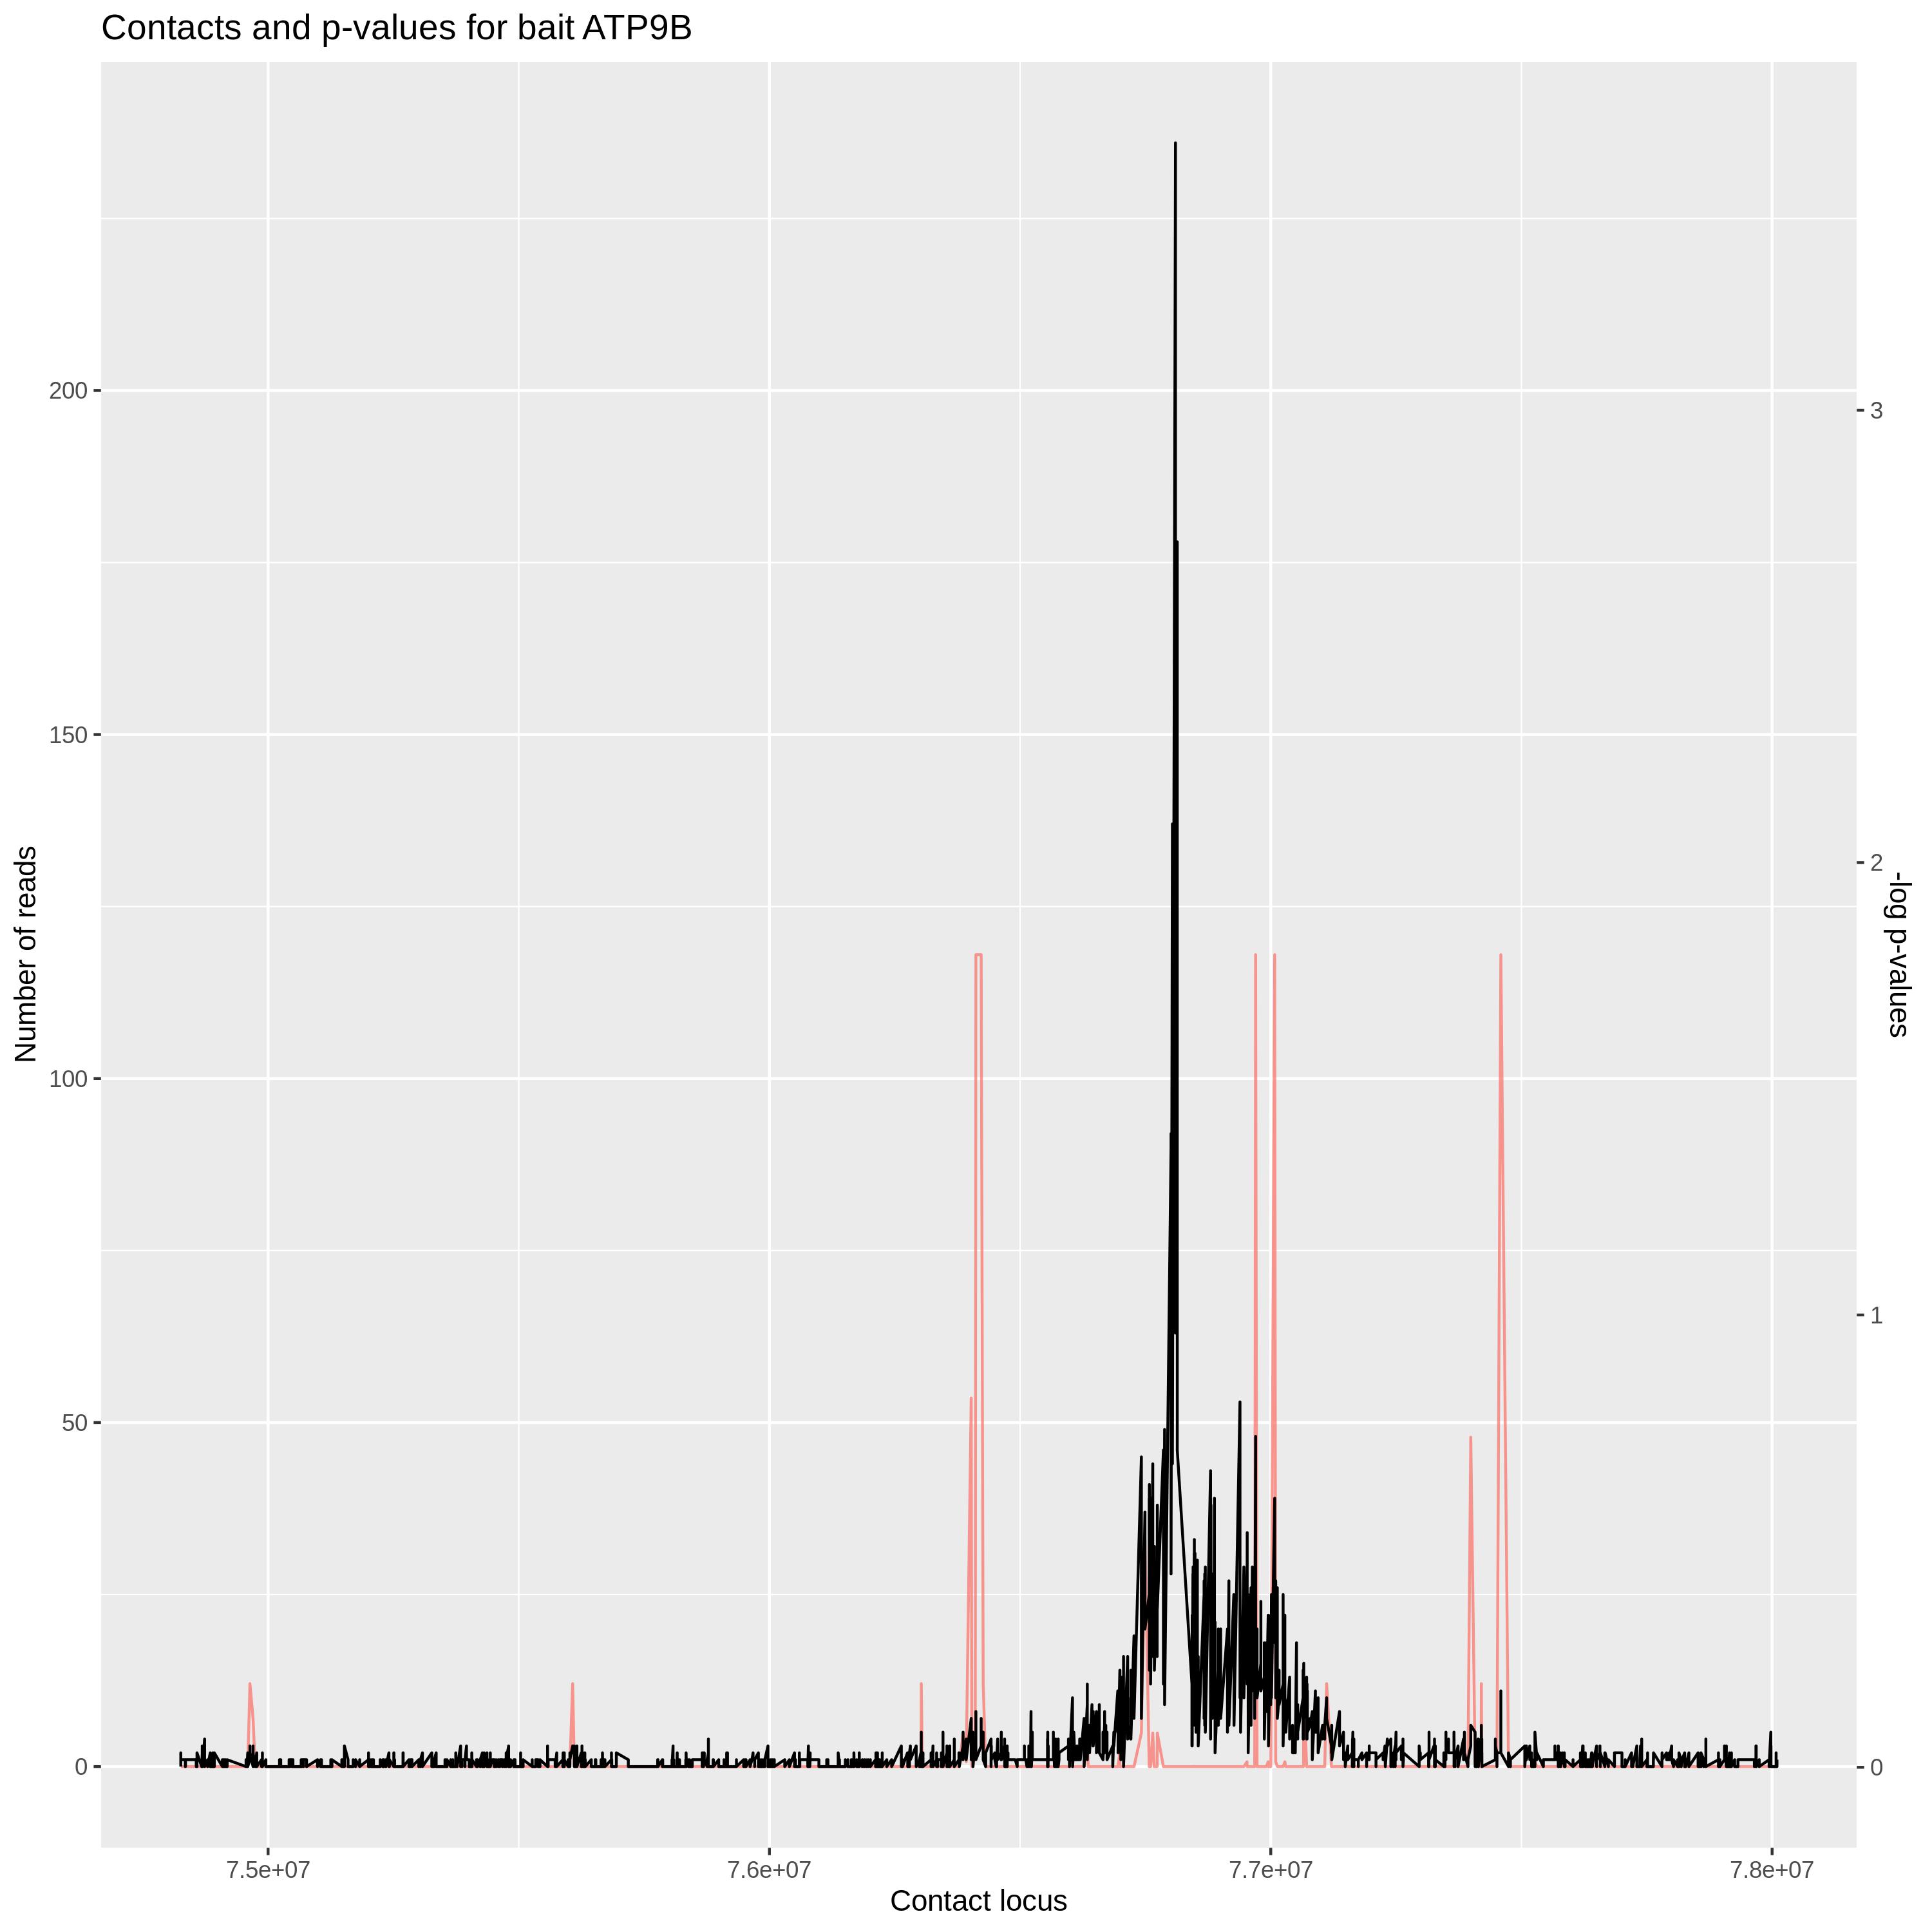 Contacts and p-values for bait ATP9B
Number of reads
200
150
100
50
0
3
2
1
0
-log p-values
7.5e+07 7.6e+07 7.7e+07 7.8e+07
Contact locus